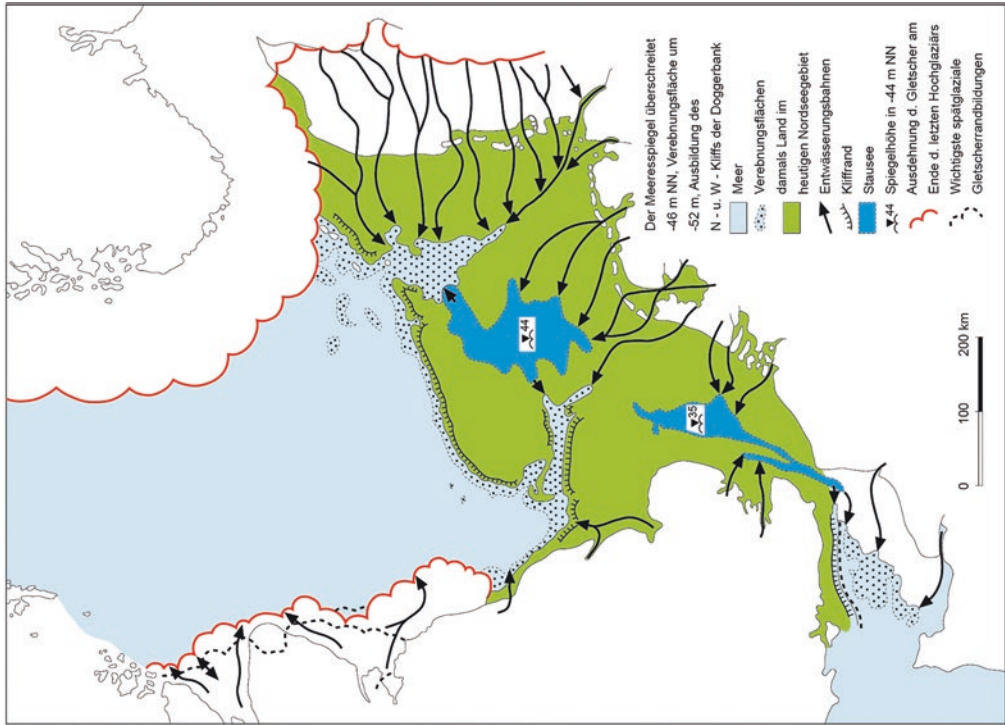 Der Meeresspiegel überschreitet
-46 m NN, Verebnungsfläche um
-52 m, Ausbildung des
N - u. W - Kliffs der Doggerbank
Meer
Verebnungsflächen
damals Land im
heutigen Nordseegebiet
Entwässerungsbahnen
Kliffrand
Stausee
44
Spiegelhöhe in -44 m NN
Ausdehnung d. Gletscher am
Ende d. letzten Hochglaziärs
Wichtigste spätglaziale
Gletscherrandbildungen
44
35
0
100
200 km